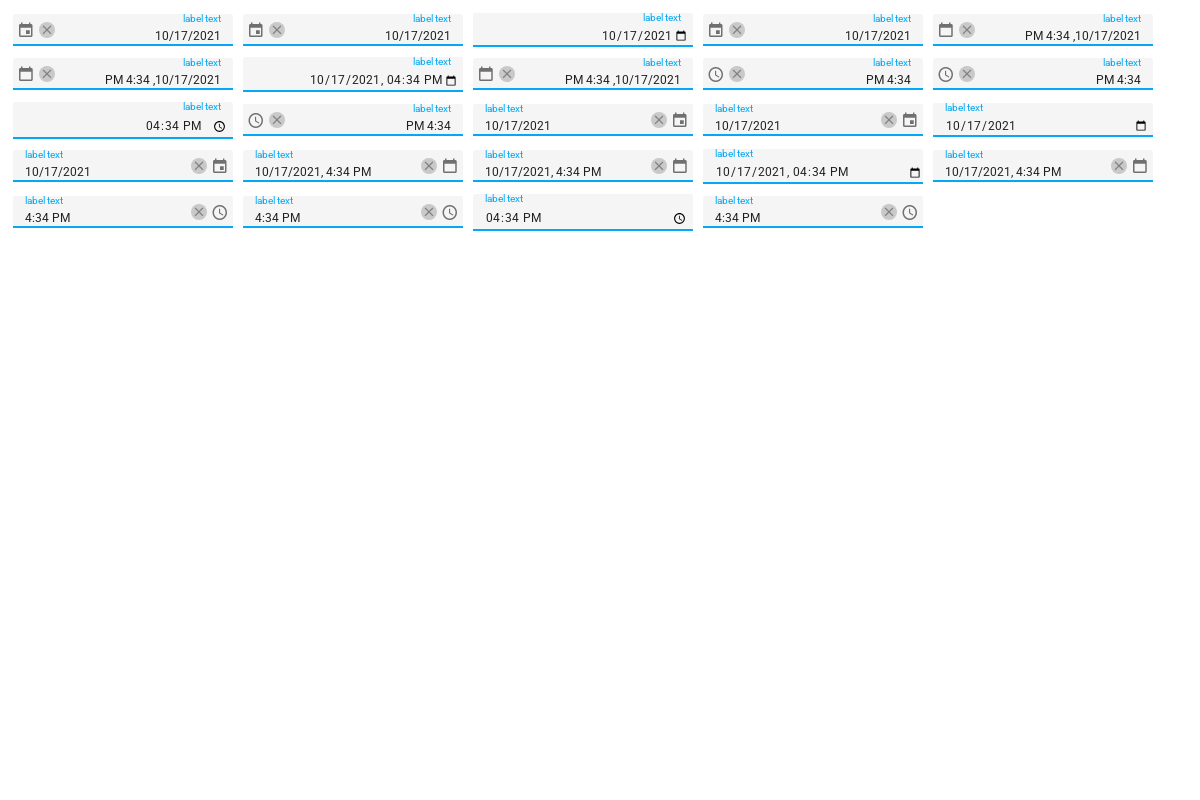 label text
10/17/2021
label text
10/17/2021
label text
10/17/2021
label text
10/17/2021
label text
PM 4:34 ,10/17/2021
label text
PM 4:34 ,10/17/2021
label text
10/17/2021, 04:34 PM
label text
PM 4:34 ,10/17/2021
label text
PM 4:34
label text
PM 4:34
label text
04:34 PM
label text
PM 4:34
label text
10/17/2021
label text
10/17/2021
label text
10/17/2021
label text
10/17/2021
label text
10/17/2021, 4:34 PM
label text
10/17/2021, 4:34 PM
label text
10/17/2021, 04:34 PM
label text
10/17/2021, 4:34 PM
label text
4:34 PM
label text
4:34 PM
label text
04:34 PM
label text
4:34 PM